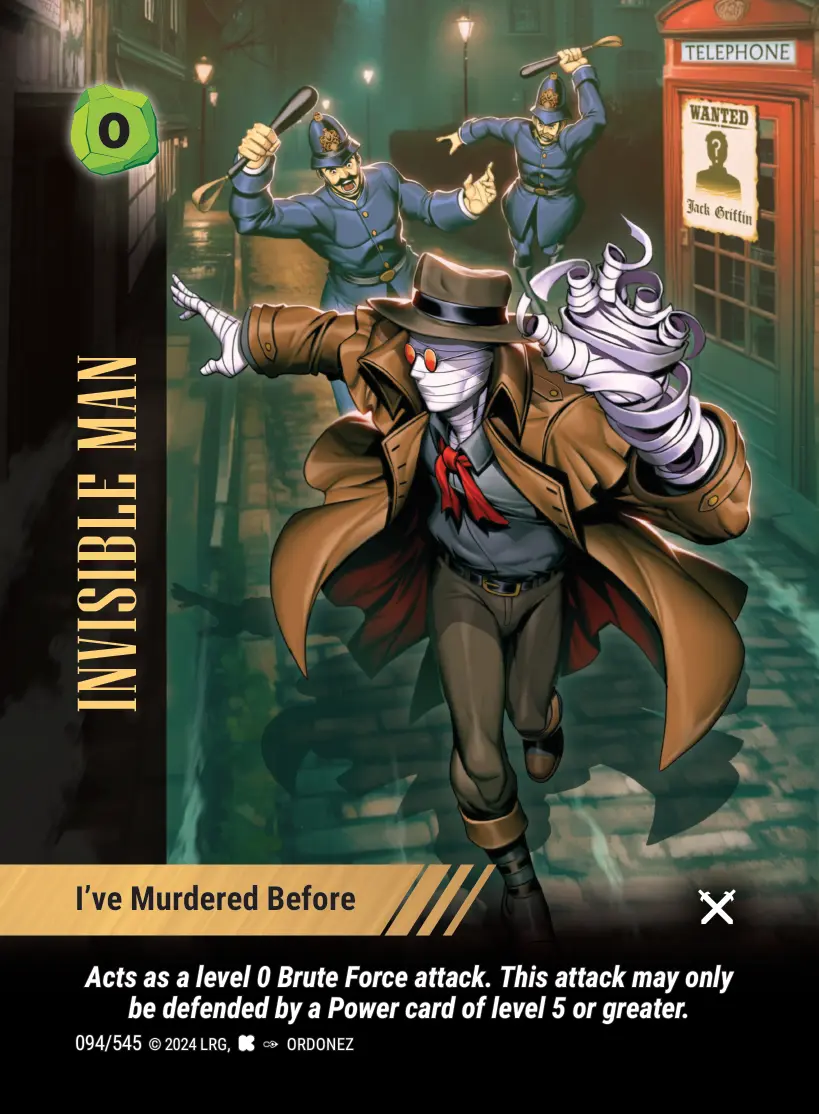 TELEPHONE
WANTED
?
Jack Griffin
0
INVISIBLE MAN
I’ve Murdered Before
Acts as a level 0 Brute Force attack. This attack may only
be defended by a Power card of level 5 or greater.
094/545 © 2024 LRG, ORDONEZ